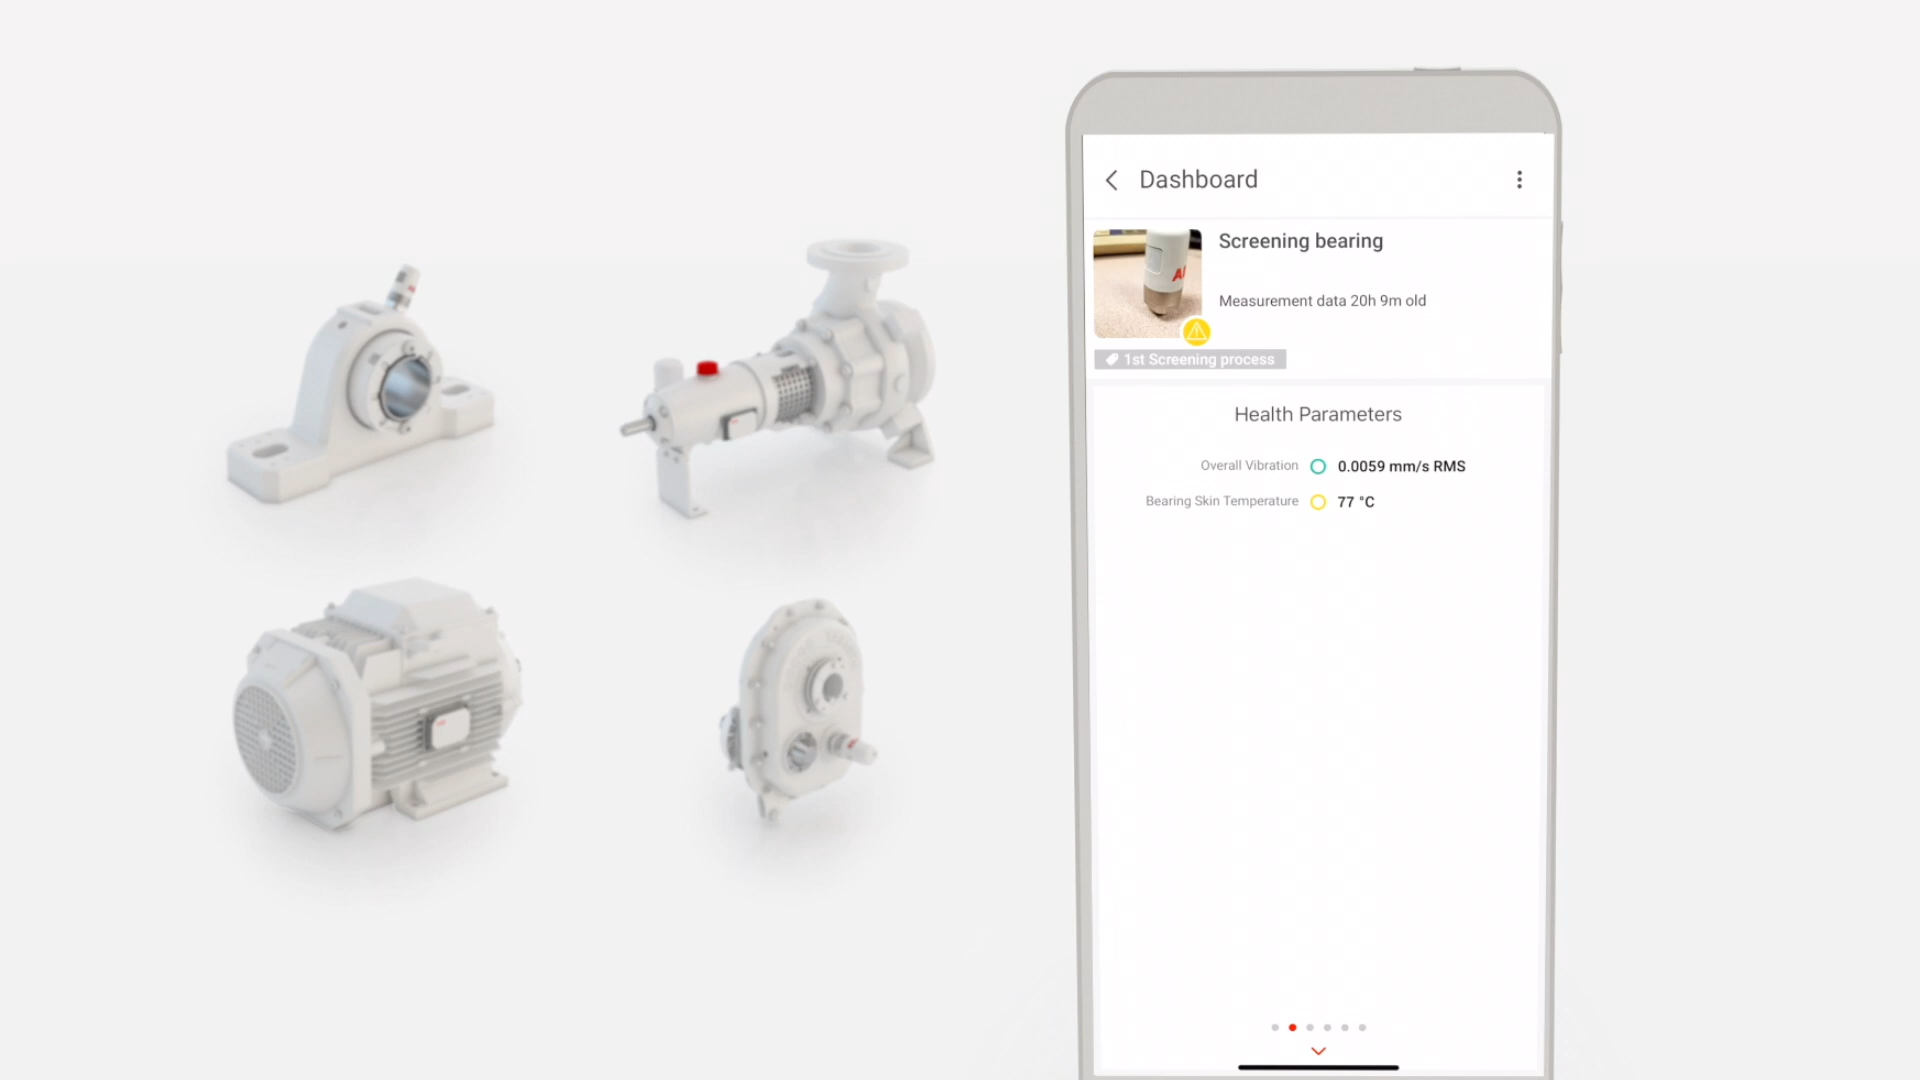 Dashboard
Screening bearing
Measurement data 20h 9m old
1st Screening process
Health Parameters
Overall Vibration 0.0059 mm/s RMS
Bearing Skin Temperature 77 °C